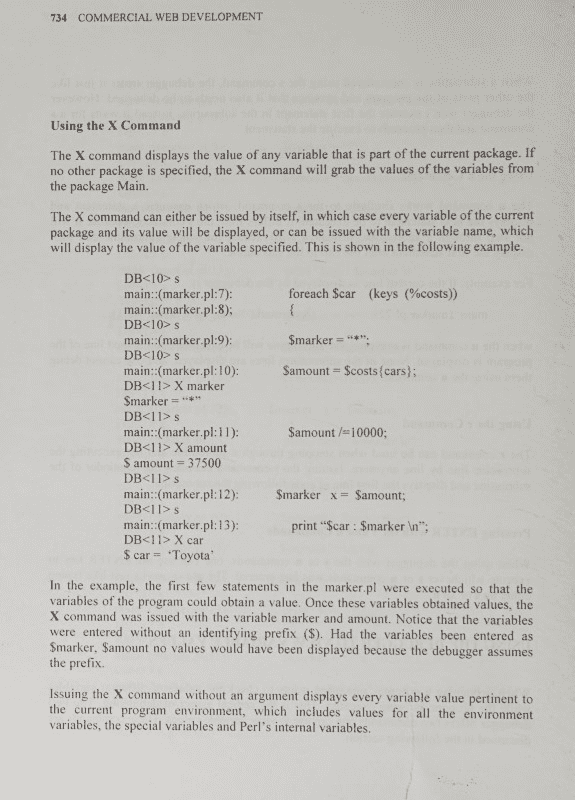 734 COMMERCIAL WEB DEVELOPMENT
Using the X Command
The X command displays the value of any variable that is part of the current package. If
no other package is specified, the X command will grab the values of the variables from
the package Main.
The X command can either be issued by itself, in which case every variable of the current
package and its value will be displayed, or can be issued with the variable name, which
will display the value of the variable specified. This is shown in the following example.
DB<10> s
main::(marker.pl:7): foreach $car (keys (%costs))
main::(marker.pl:8); {
DB<10> s
main::(marker.pl:9): $marker = “*”;
DB<10> s
main::(marker.pl:10): $amount = $costs{cars};
DB<11> X marker
$marker = “*”
DB<11> s
main::(marker.pl:11): $amount /=10000;
DB<11> X amount
$ amount = 37500
DB<11> s
main::(marker.pl:12): $marker x= $amount;
DB<11> s
main::(marker.pl:13): print “$car : $marker \n”;
DB<11> X car
$ car = ‘Toyota’
In the example, the first few statements in the marker.pl were executed so that the
variables of the program could obtain a value. Once these variables obtained values, the
X command was issued with the variable marker and amount. Notice that the variables
were entered without an identifying prefix ($). Had the variables been entered as
$marker, $amount no values would have been displayed because the debugger assumes
the prefix.
Issuing the X command without an argument displays every variable value pertinent to
the current program environment, which includes values for all the environment
variables, the special variables and Perl’s internal variables.